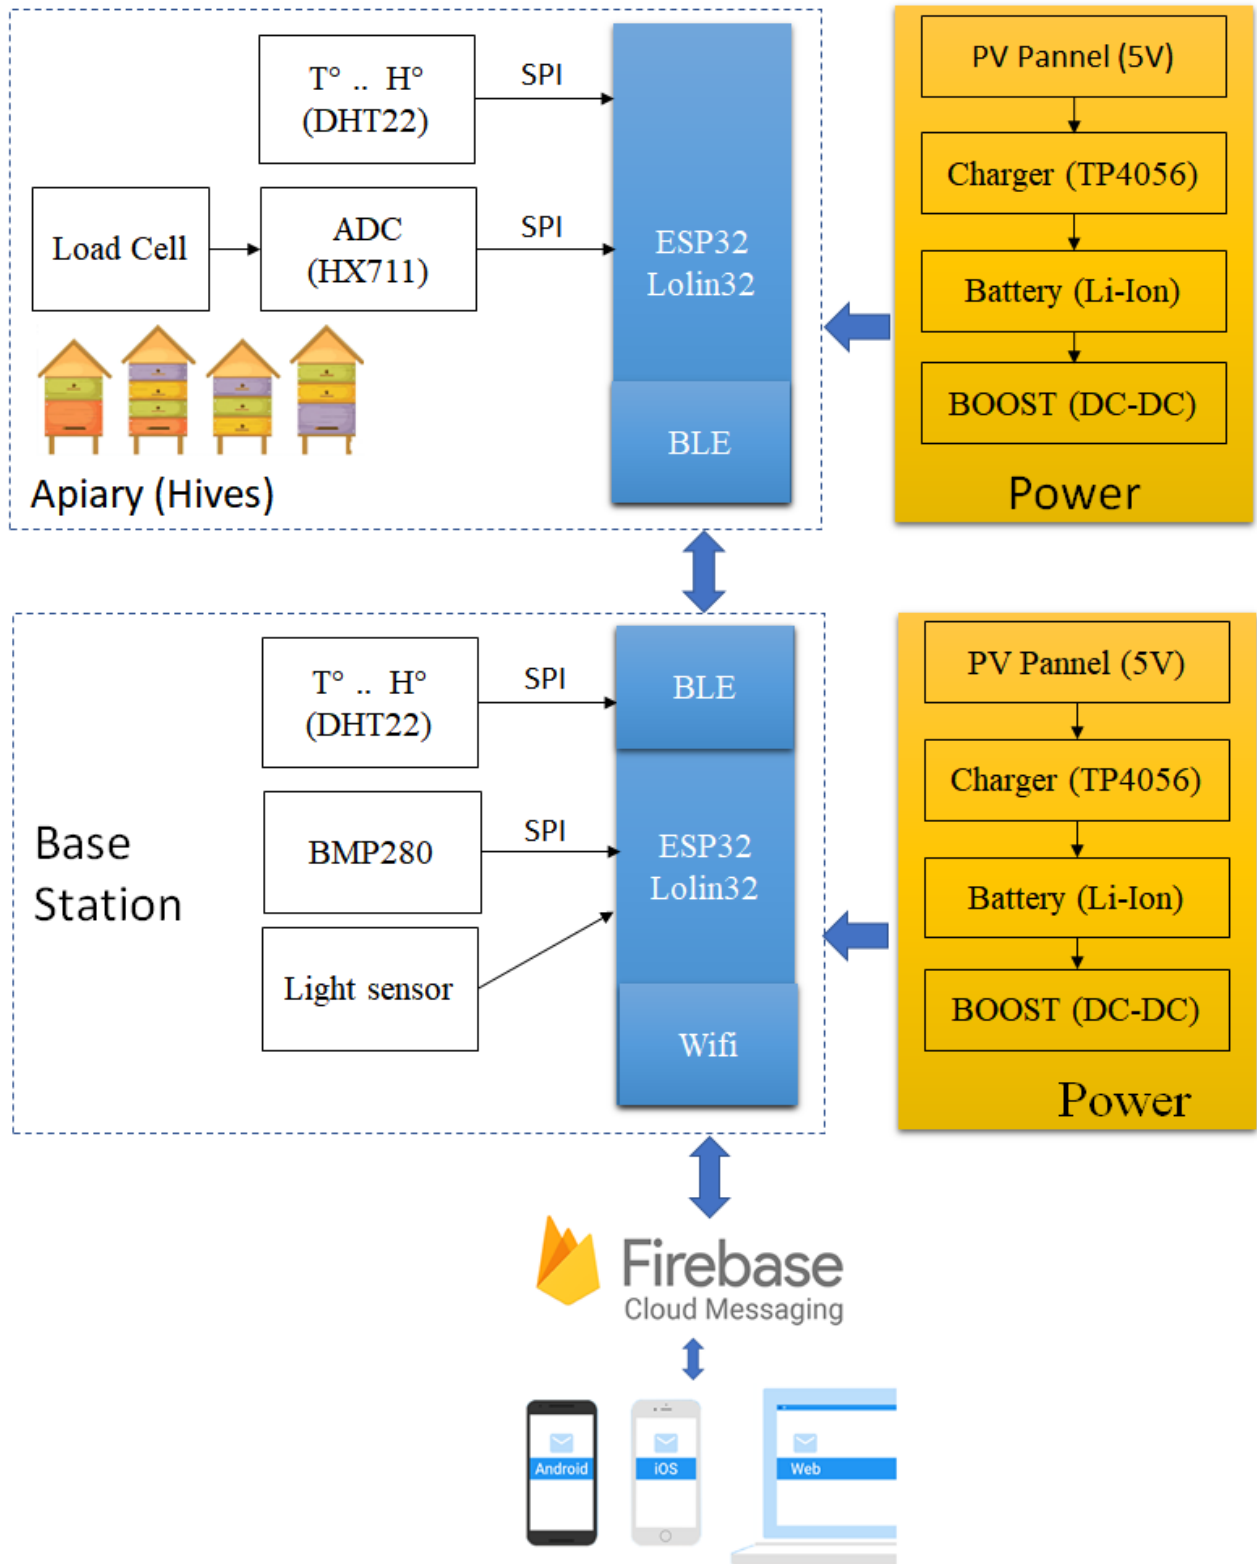 T° .. H°
(DHT22)
SPI
Load Cell
ADC
(HX711)
SPI
ESP32
Lolin32
BLE
Apiary (Hives)
PV Pannel (5V)
Charger (TP4056)
Battery (Li-Ion)
BOOST (DC-DC)
Power
Base
Station
T° .. H°
(DHT22)
SPI
BMP280
SPI
Light sensor
BLE
ESP32
Lolin32
Wifi
PV Pannel (5V)
Charger (TP4056)
Battery (Li-Ion)
BOOST (DC-DC)
Power
Firebase
Cloud Messaging
Android
iOS
Web